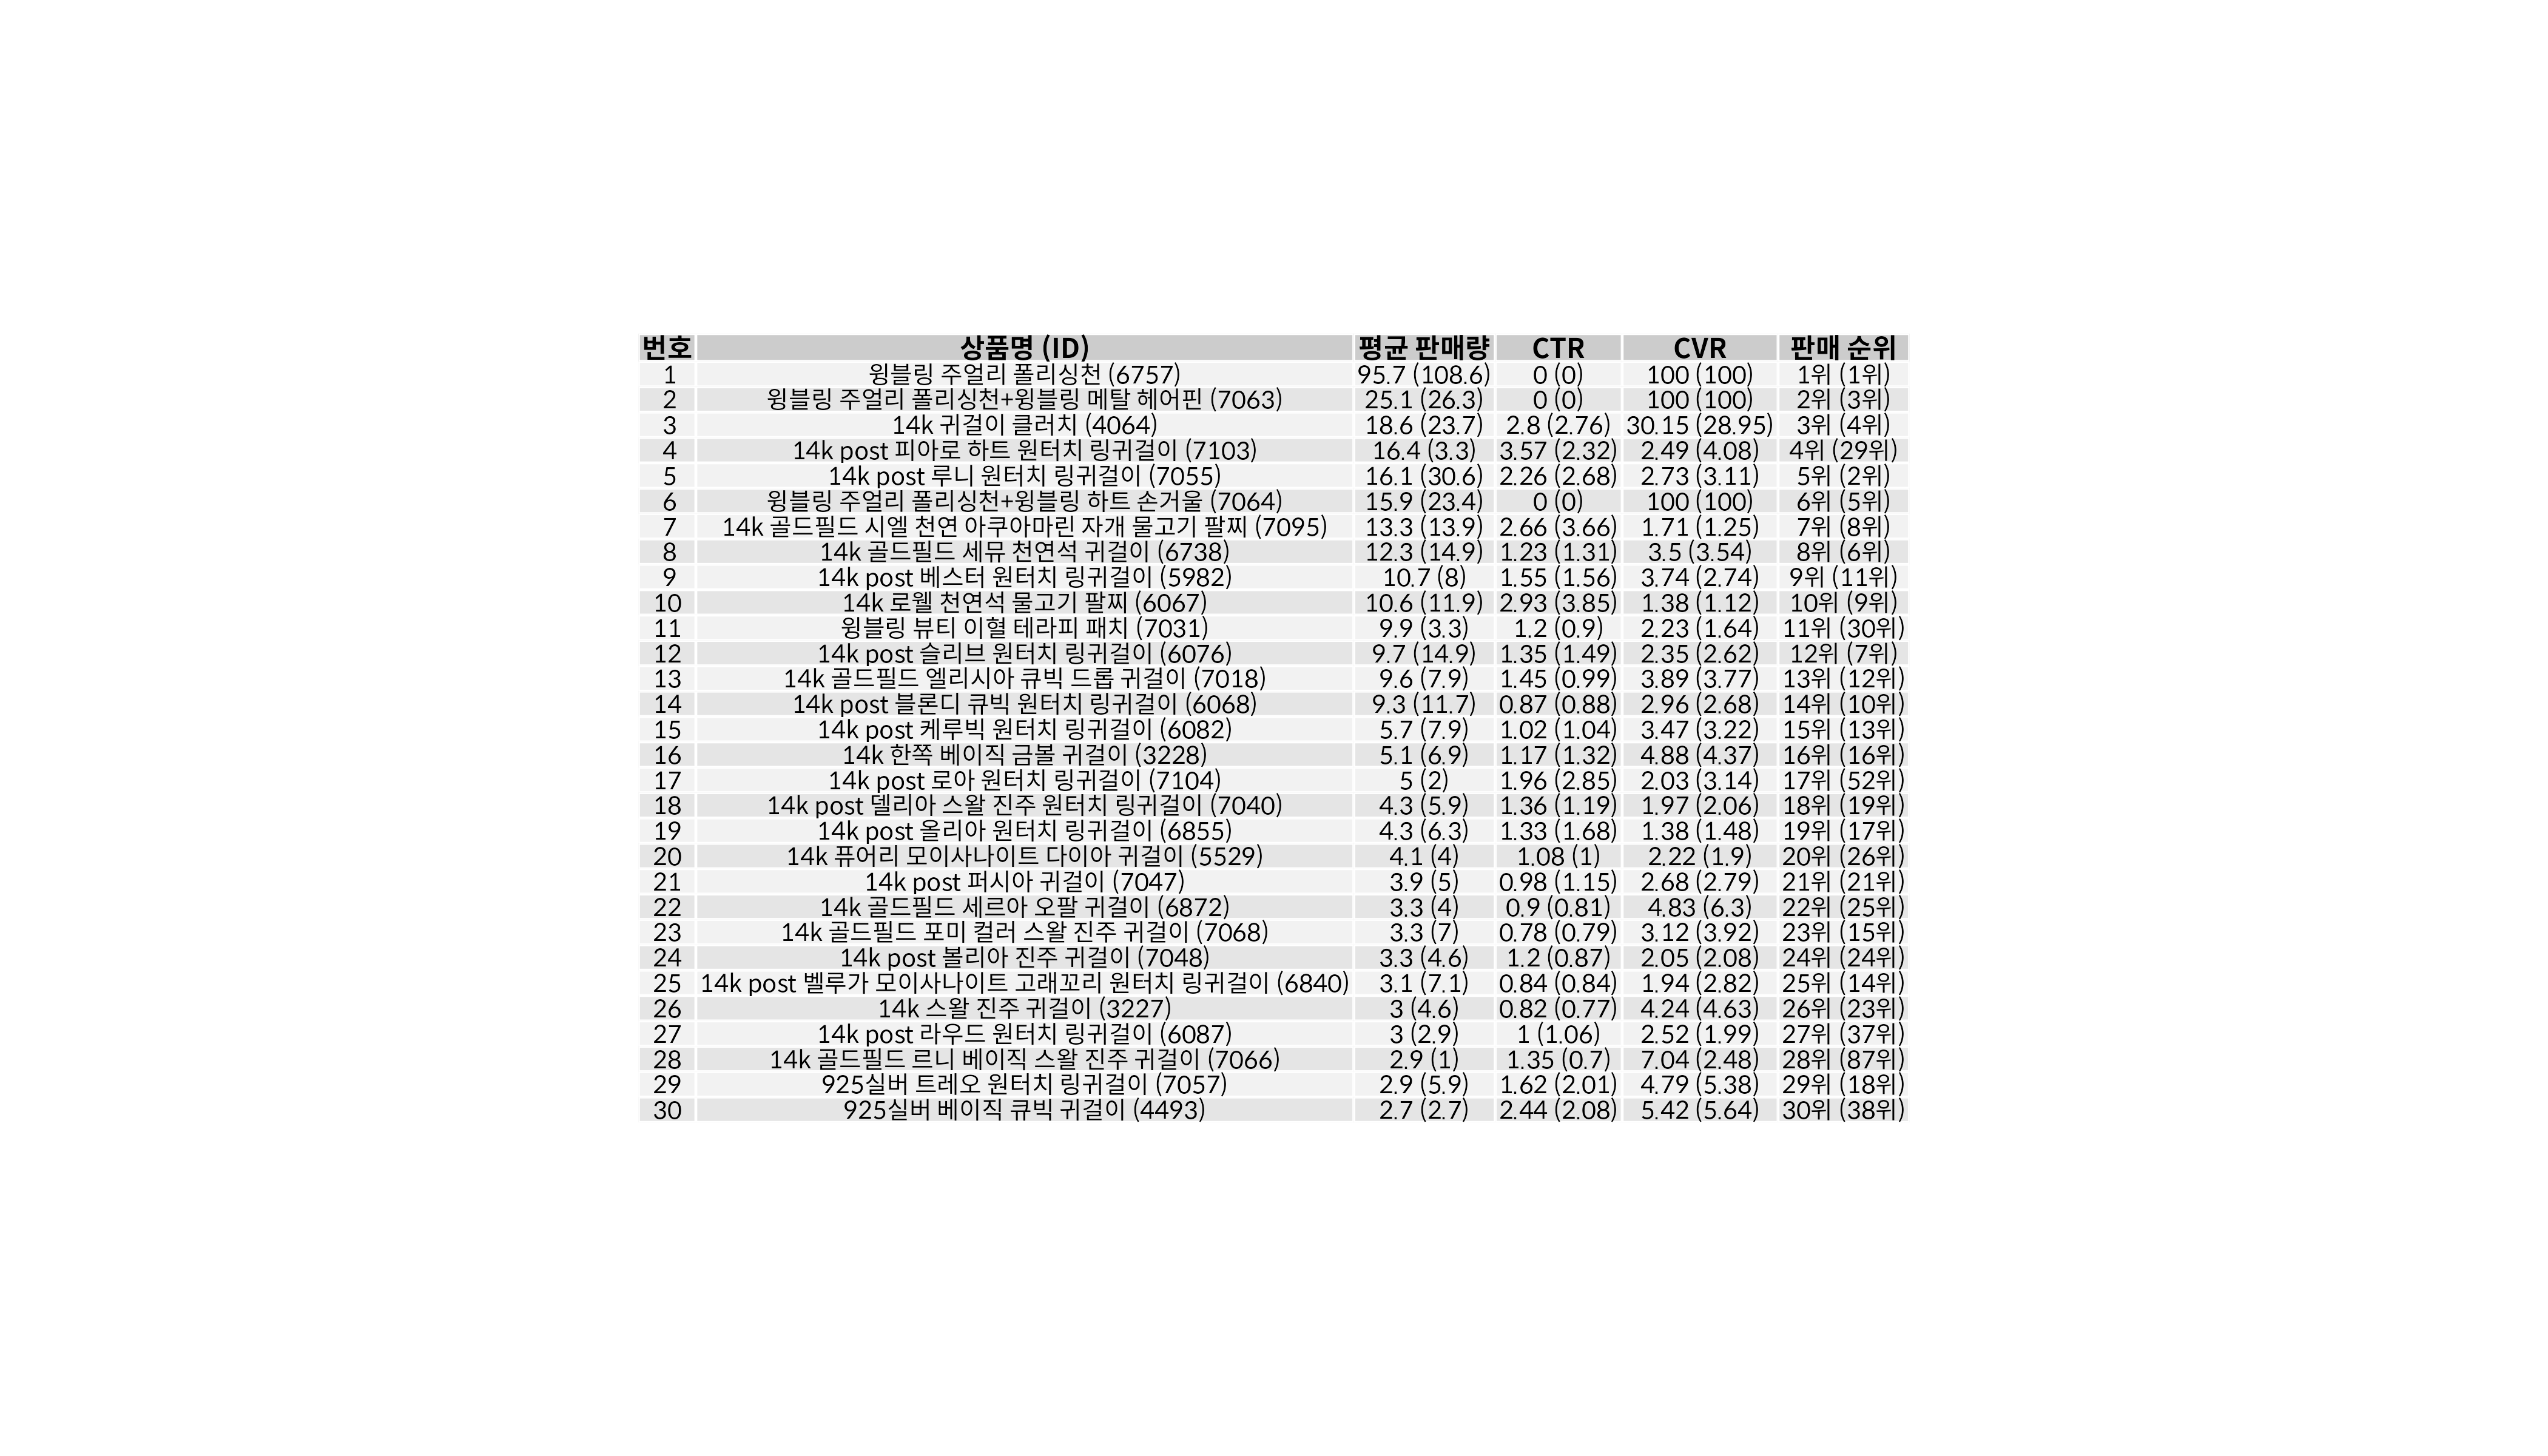 번호 상품명 (ID) 평균 판매량 CTR CVR 판매 순위
1 윙블링 주얼리 폴리싱천 (6757) 95.7 (108.6) 0 (0) 100 (100) 1위 (1위)
2 윙블링 주얼리 폴리싱천+윙블링 메탈 헤어핀 (7063) 25.1 (26.3) 0 (0) 100 (100) 2위 (3위)
3 14k 귀걸이 클러치 (4064) 18.6 (23.7) 2.8 (2.76) 30.15 (28.95) 3위 (4위)
4 14k post 피아로 하트 원터치 링귀걸이 (7103) 16.4 (3.3) 3.57 (2.32) 2.49 (4.08) 4위 (29위)
5 14k post 루니 원터치 링귀걸이 (7055) 16.1 (30.6) 2.26 (2.68) 2.73 (3.11) 5위 (2위)
6 윙블링 주얼리 폴리싱천+윙블링 하트 손거울 (7064) 15.9 (23.4) 0 (0) 100 (100) 6위 (5위)
7 14k 골드필드 시엘 천연 아쿠아마린 자개 물고기 팔찌 (7095) 13.3 (13.9) 2.66 (3.66) 1.71 (1.25) 7위 (8위)
8 14k 골드필드 세뮤 천연석 귀걸이 (6738) 12.3 (14.9) 1.23 (1.31) 3.5 (3.54) 8위 (6위)
9 14k post 베스터 원터치 링귀걸이 (5982) 10.7 (8) 1.55 (1.56) 3.74 (2.74) 9위 (11위)
10 14k 로웰 천연석 물고기 팔찌 (6067) 10.6 (11.9) 2.93 (3.85) 1.38 (1.12) 10위 (9위)
11 윙블링 뷰티 이혈 테라피 패치 (7031) 9.9 (3.3) 1.2 (0.9) 2.23 (1.64) 11위 (30위)
12 14k post 슬리브 원터치 링귀걸이 (6076) 9.7 (14.9) 1.35 (1.49) 2.35 (2.62) 12위 (7위)
13 14k 골드필드 엘리시아 큐빅 드롭 귀걸이 (7018) 9.6 (7.9) 1.45 (0.99) 3.89 (3.77) 13위 (12위)
14 14k post 블론디 큐빅 원터치 링귀걸이 (6068) 9.3 (11.7) 0.87 (0.88) 2.96 (2.68) 14위 (10위)
15 14k post 케루빅 원터치 링귀걸이 (6082) 5.7 (7.9) 1.02 (1.04) 3.47 (3.22) 15위 (13위)
16 14k 한쪽 베이직 금볼 귀걸이 (3228) 5.1 (6.9) 1.17 (1.32) 4.88 (4.37) 16위 (16위)
17 14k post 로아 원터치 링귀걸이 (7104) 5 (2) 1.96 (2.85) 2.03 (3.14) 17위 (52위)
18 14k post 델리아 스왈 진주 원터치 링귀걸이 (7040) 4.3 (5.9) 1.36 (1.19) 1.97 (2.06) 18위 (19위)
19 14k post 올리아 원터치 링귀걸이 (6855) 4.3 (6.3) 1.33 (1.68) 1.38 (1.48) 19위 (17위)
20 14k 퓨어리 모이사나이트 다이아 귀걸이 (5529) 4.1 (4) 1.08 (1) 2.22 (1.9) 20위 (26위)
21 14k post 퍼시아 귀걸이 (7047) 3.9 (5) 0.98 (1.15) 2.68 (2.79) 21위 (21위)
22 14k 골드필드 세르아 오팔 귀걸이 (6872) 3.3 (4) 0.9 (0.81) 4.83 (6.3) 22위 (25위)
23 14k 골드필드 포미 컬러 스왈 진주 귀걸이 (7068) 3.3 (7) 0.78 (0.79) 3.12 (3.92) 23위 (15위)
24 14k post 볼리아 진주 귀걸이 (7048) 3.3 (4.6) 1.2 (0.87) 2.05 (2.08) 24위 (24위)
25 14k post 벨루가 모이사나이트 고래꼬리 원터치 링귀걸이 (6840) 3.1 (7.1) 0.84 (0.84) 1.94 (2.82) 25위 (14위)
26 14k 스왈 진주 귀걸이 (3227) 3 (4.6) 0.82 (0.77) 4.24 (4.63) 26위 (23위)
27 14k post 라우드 원터치 링귀걸이 (6087) 3 (2.9) 1 (1.06) 2.52 (1.99) 27위 (37위)
28 14k 골드필드 르니 베이직 스왈 진주 귀걸이 (7066) 2.9 (1) 1.35 (0.7) 7.04 (2.48) 28위 (87위)
29 925실버 트레오 원터치 링귀걸이 (7057) 2.9 (5.9) 1.62 (2.01) 4.79 (5.38) 29위 (18위)
30 925실버 베이직 큐빅 귀걸이 (4493) 2.7 (2.7) 2.44 (2.08) 5.42 (5.64) 30위 (38위)